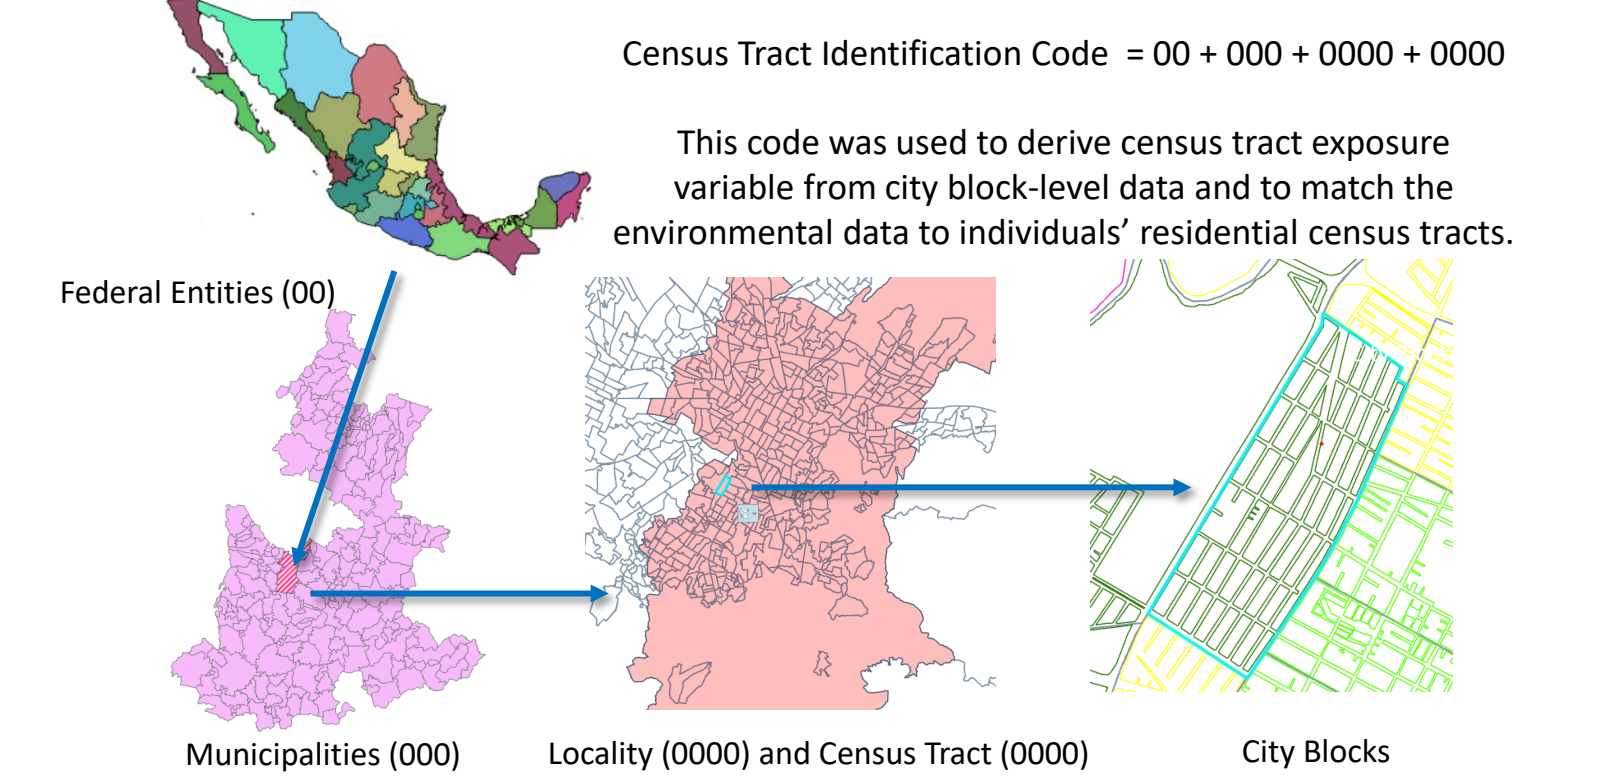 Census Tract Identification Code = 00 + 000 + 0000 + 0000
This code was used to derive census tract exposure
variable from city block-level data and to match the
environmental data to individuals’ residential census tracts.
Federal Entities (00)
Municipalities (000)
Locality (0000) and Census Tract (0000)
City Blocks